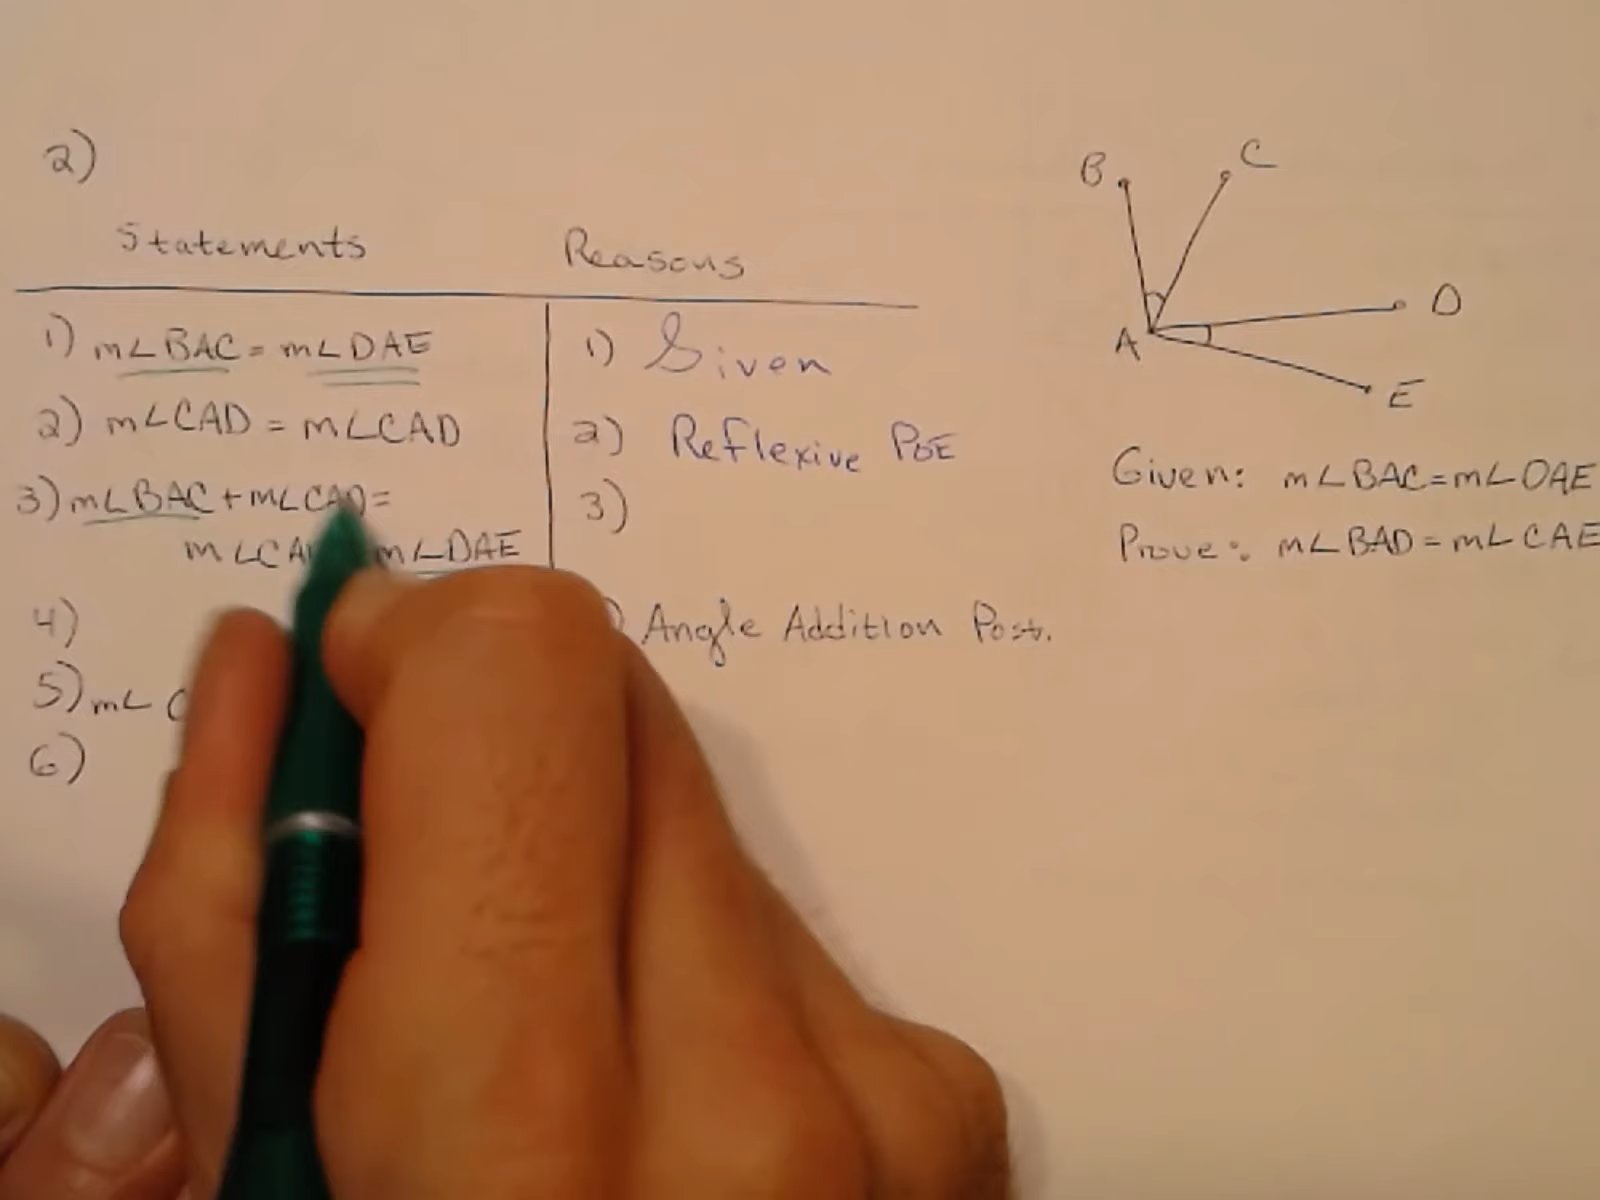 2)
Statements Reasons
1) m∠BAC = m∠DAE 1) Given
2) m∠CAD = m∠CAD 2) Reflexive PoE
3) m∠BAC + m∠CAD = 3)
m∠DAE
4) Angle Addition Post.
5) m∠
6)
B
C
D
A
E
Given: m∠BAC=m∠DAE
Prove: m∠BAD=m∠CAE